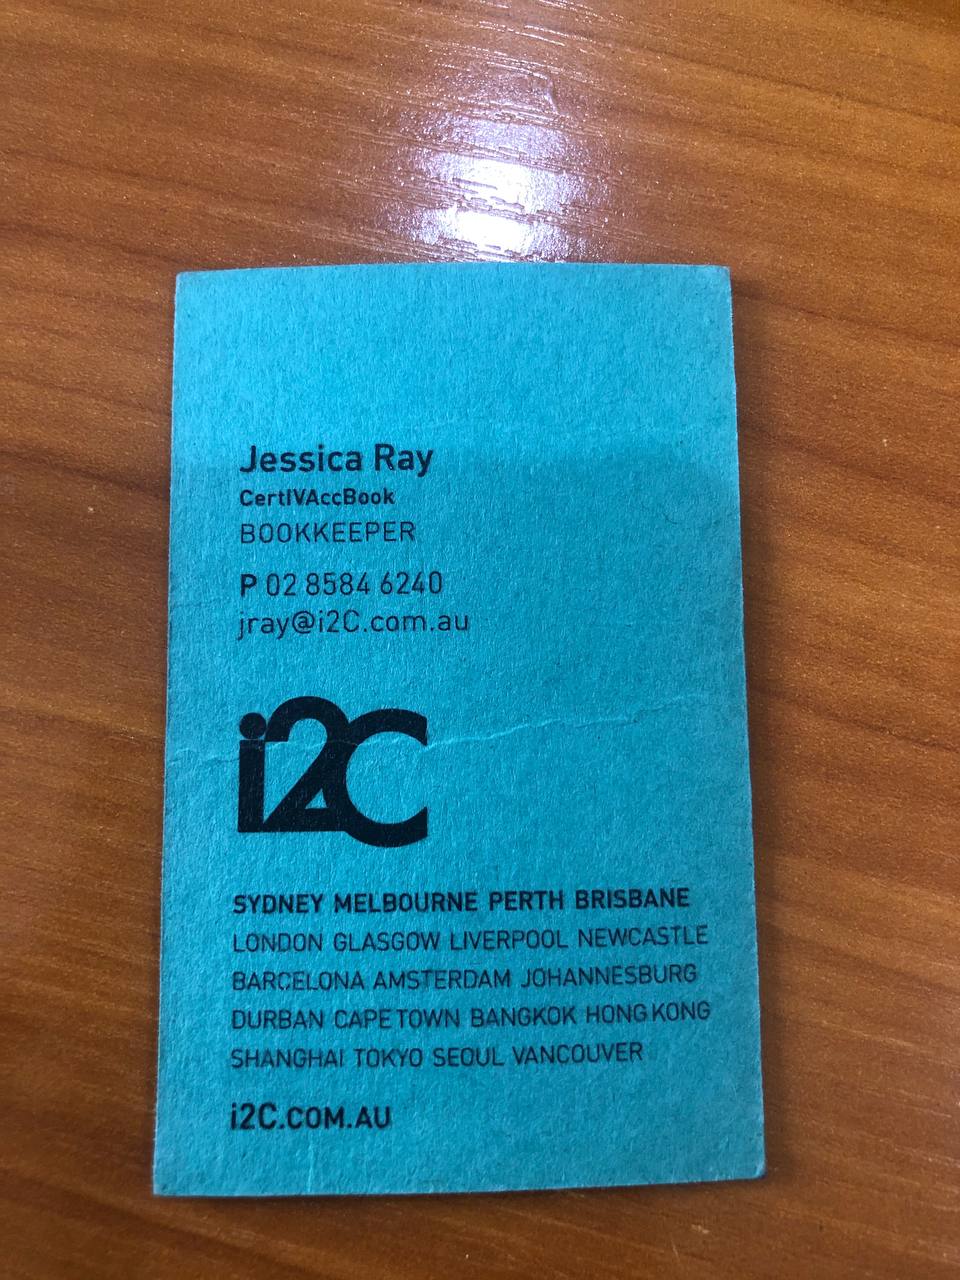 Jessica Ray
CertIVAccBook
BOOKKEEPER
P 02 8584 6240
jray@i2C.com.au
i2C
SYDNEY MELBOURNE PERTH BRISBANE
LONDON GLASGOW LIVERPOOL NEWCASTLE
BARCELONA AMSTERDAM JOHANNESBURG
DURBAN CAPE TOWN BANGKOK HONG KONG
SHANGHAI TOKYO SEOUL VANCOUVER
i2C.COM.AU